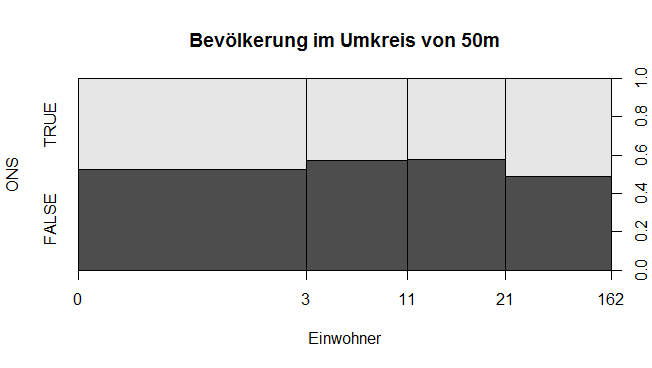 Bevölkerung im Umkreis von 50m
ONS
TRUE
FALSE
1.0
0.8
0.6
0.4
0.2
0.0
0 3 11 21 162
Einwohner